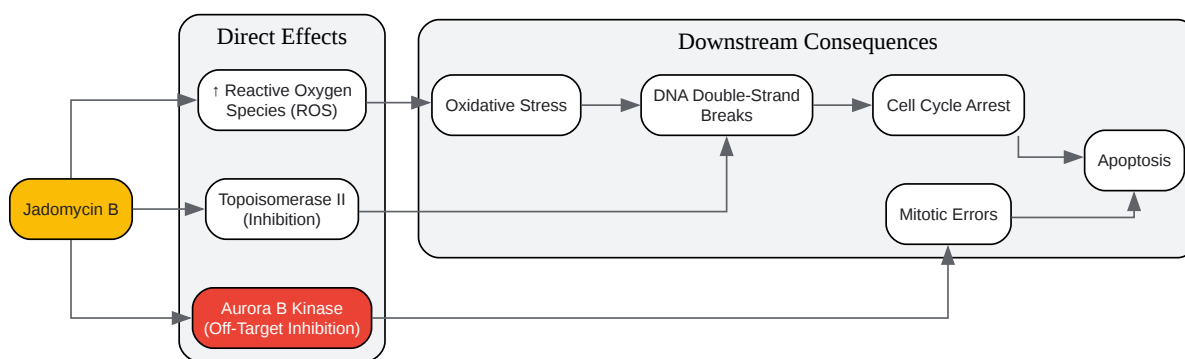 Direct Effects
Downstream Consequences
↑ Reactive Oxygen
Species (ROS)
Oxidative Stress
DNA Double-Strand
Breaks
Cell Cycle Arrest
Apoptosis
Jadomycin B
Topoisomerase II
(Inhibition)
Mitotic Errors
Aurora B Kinase
(Off-Target Inhibition)